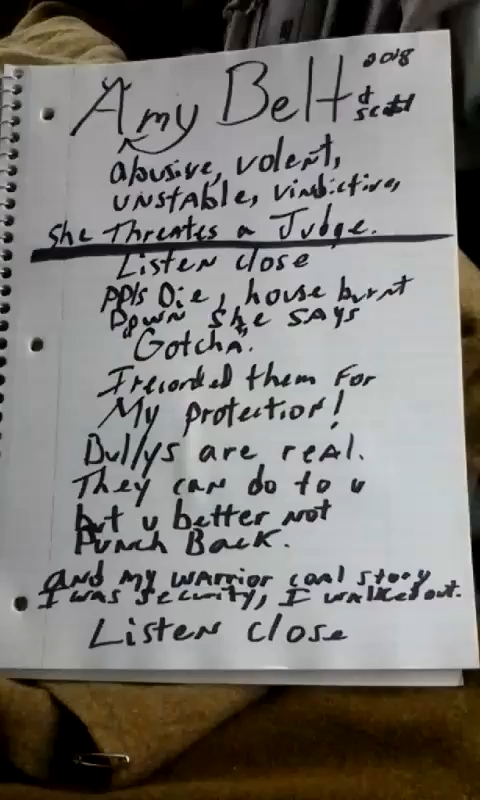 2018
Amy Belt
& Scott
abusive, volent,
unstable, vindictive,
She Threates a Judge.
Listen close
ppls Die, house burnt
Down she says
"Gotcha".
I recorded them for
My protection!
Bullys are real.
They can do to u
but u better not
Punch Back.
and my warrior coal story
I was security, I walked out.
Listen close